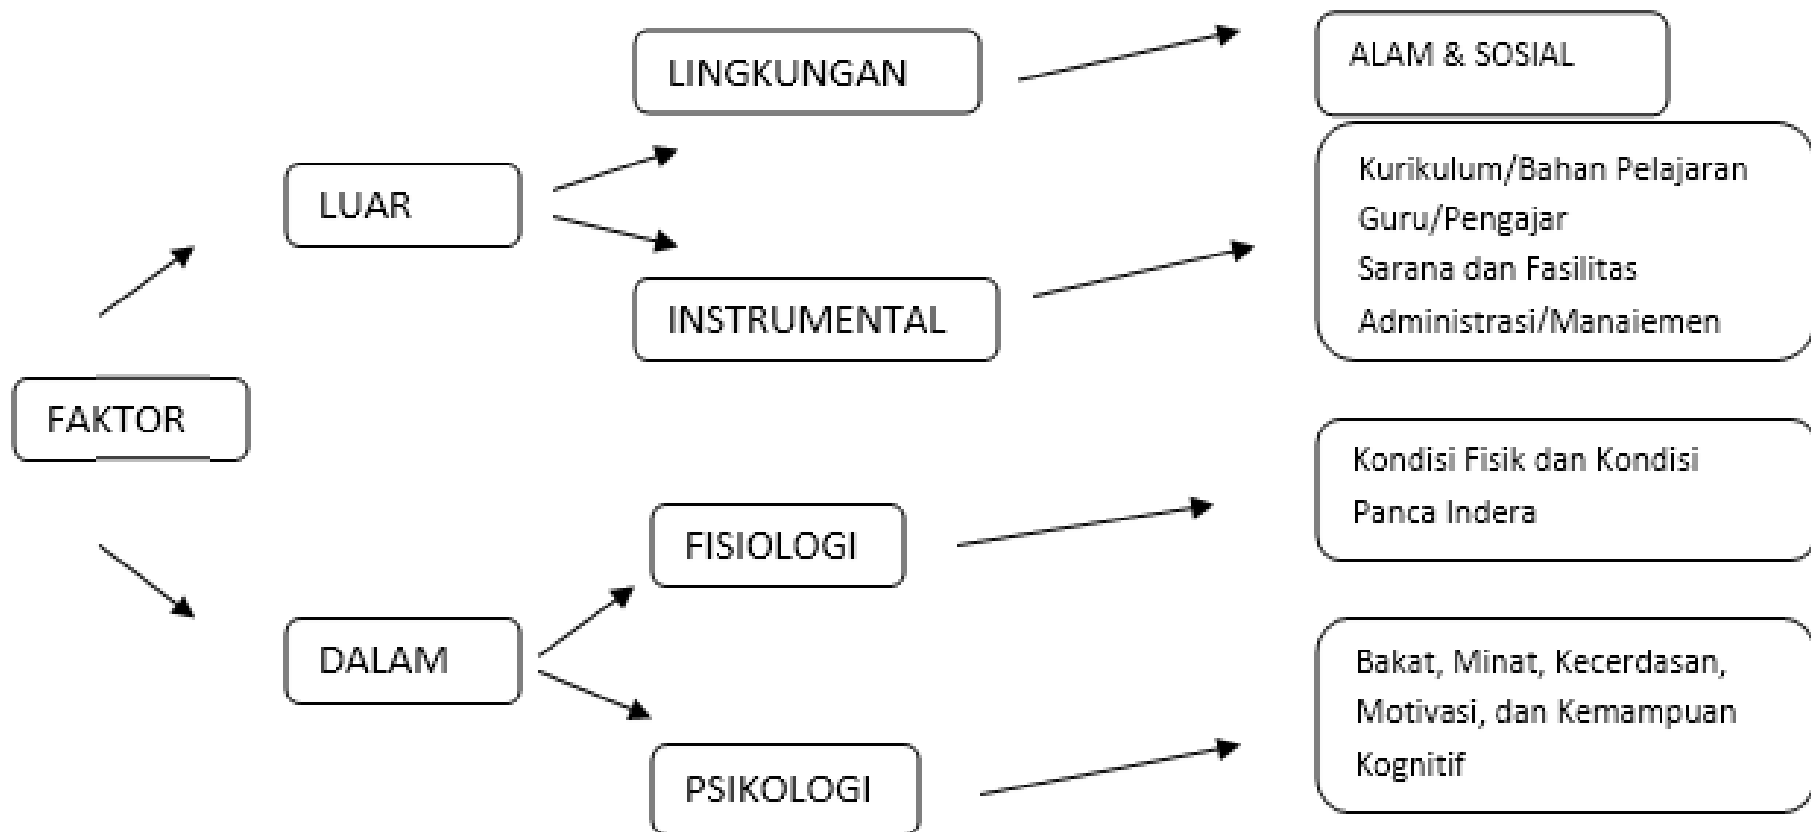 LINGKUNGAN
ALAM & SOSIAL
LUAR
Kurikulum/Bahan Pelajaran
Guru/Pengajar
Sarana dan Fasilitas
Administrasi/Manaiemen
INSTRUMENTAL
FAKTOR
Kondisi Fisik dan Kondisi
Panca Indera
FISIOLOGI
DALAM
Bakat, Minat, Kecerdasan,
Motivasi, dan Kemampuan
Kognitif
PSIKOLOGI